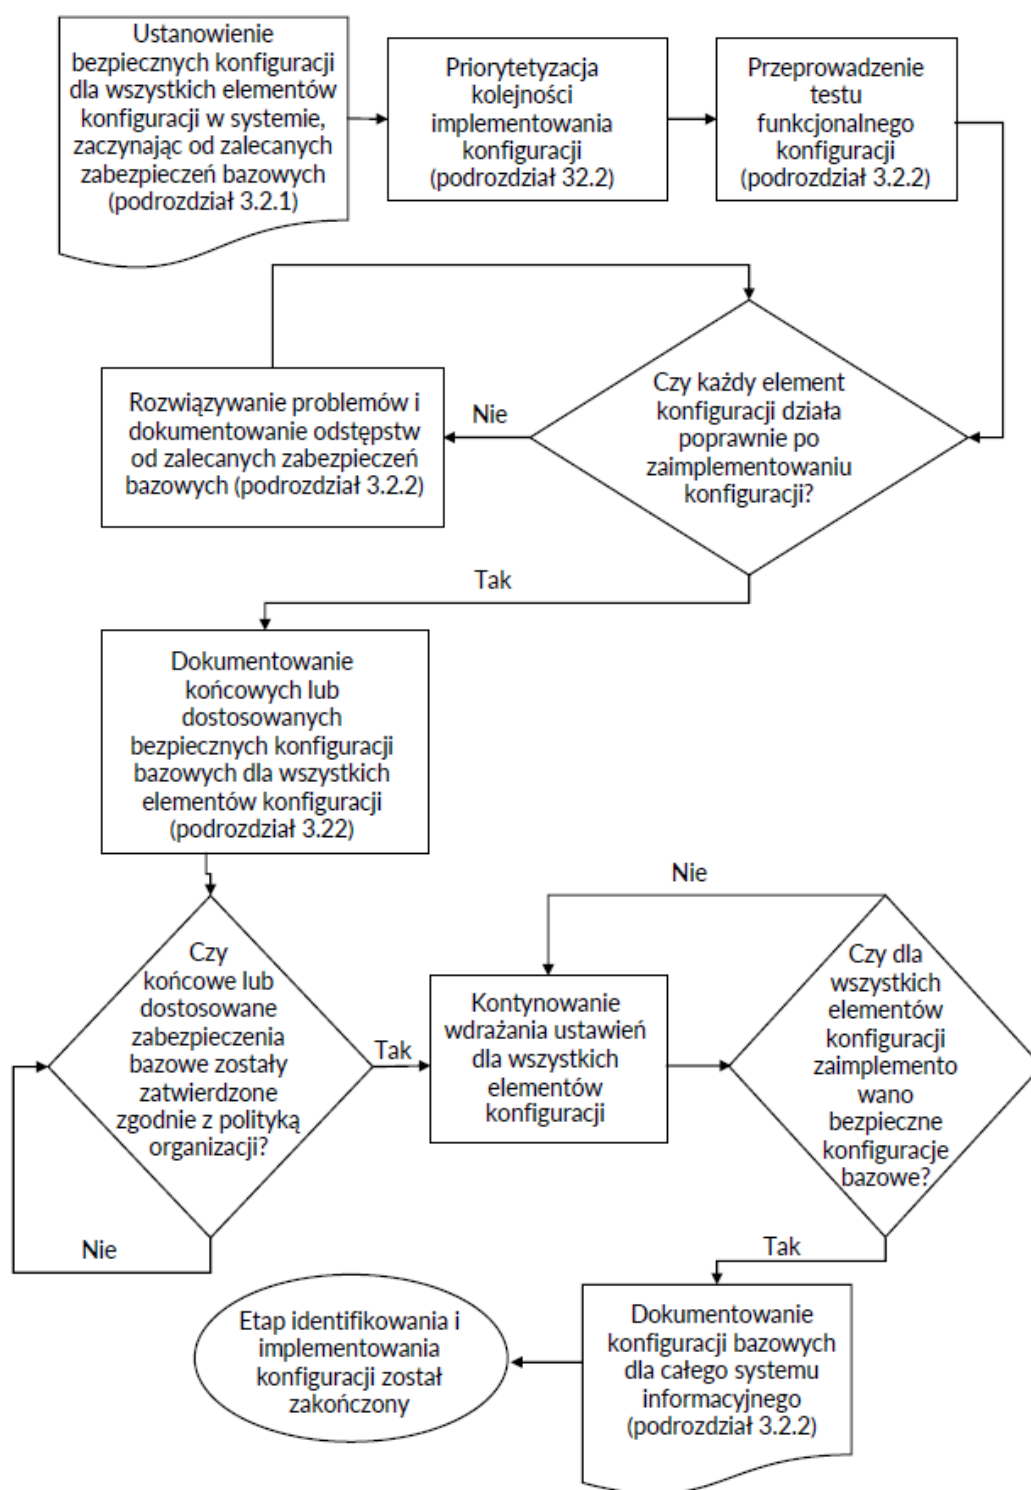 Ustanowienie
bezpiecznych konfiguracji
dla wszystkich elementów
konfiguracji w systemie,
zaczynając od zalecanych
zabezpieczeń bazowych
(podrozdział 3.2.1)
Priorytetyzacja
kolejności
implementowania
konfiguracji
(podrozdział 32.2)
Przeprowadzenie
testu
funkcjonalnego
konfiguracji
(podrozdział 3.2.2)
Czy każdy element
konfiguracji działa
poprawnie po
zaimplementowaniu
konfiguracji?
Nie
Rozwiązywanie problemów i
dokumentowanie odstępstw
od zalecanych zabezpieczeń
bazowych (podrozdział 3.2.2)
Tak
Dokumentowanie
końcowych lub
dostosowanych
bezpiecznych konfiguracji
bazowych dla wszystkich
elementów konfiguracji
(podrozdział 3.22)
Czy
końcowe lub
dostosowane
zabezpieczenia
bazowe zostały
zatwierdzone
zgodnie z polityką
organizacji?
Nie
Tak
Kontynowanie
wdrażania ustawień
dla wszystkich
elementów
konfiguracji
Nie
Czy dla
wszystkich
elementów
konfiguracji
zaimplemento
wano
bezpieczne
konfiguracje
bazowe?
Tak
Dokumentowanie
konfiguracji bazowych
dla całego systemu
informacyjnego
(podrozdział 3.2.2)
Etap identifikowania i
implementowania
konfiguracji został
zakończony